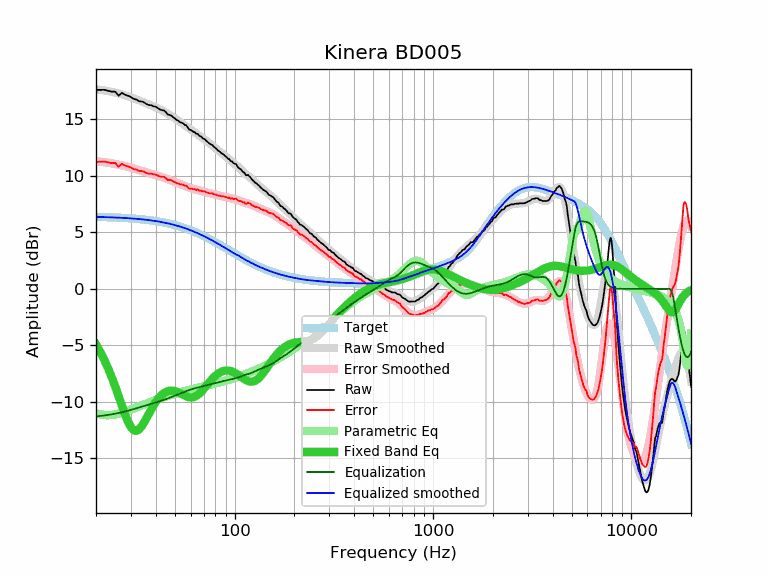 Kinera BD005
Amplitude (dBr)
15
10
5
0
−5
−10
−15
Target
Raw Smoothed
Error Smoothed
Raw
Error
Parametric Eq
Fixed Band Eq
Equalization
Equalized smoothed
100
1000
10000
Frequency (Hz)